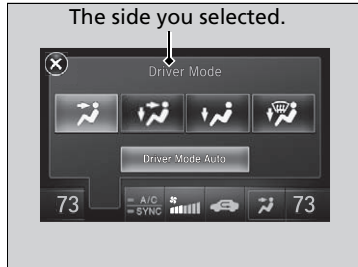 The side you selected.
Driver Mode
Driver Mode Auto
73
A/C
SYNC
73